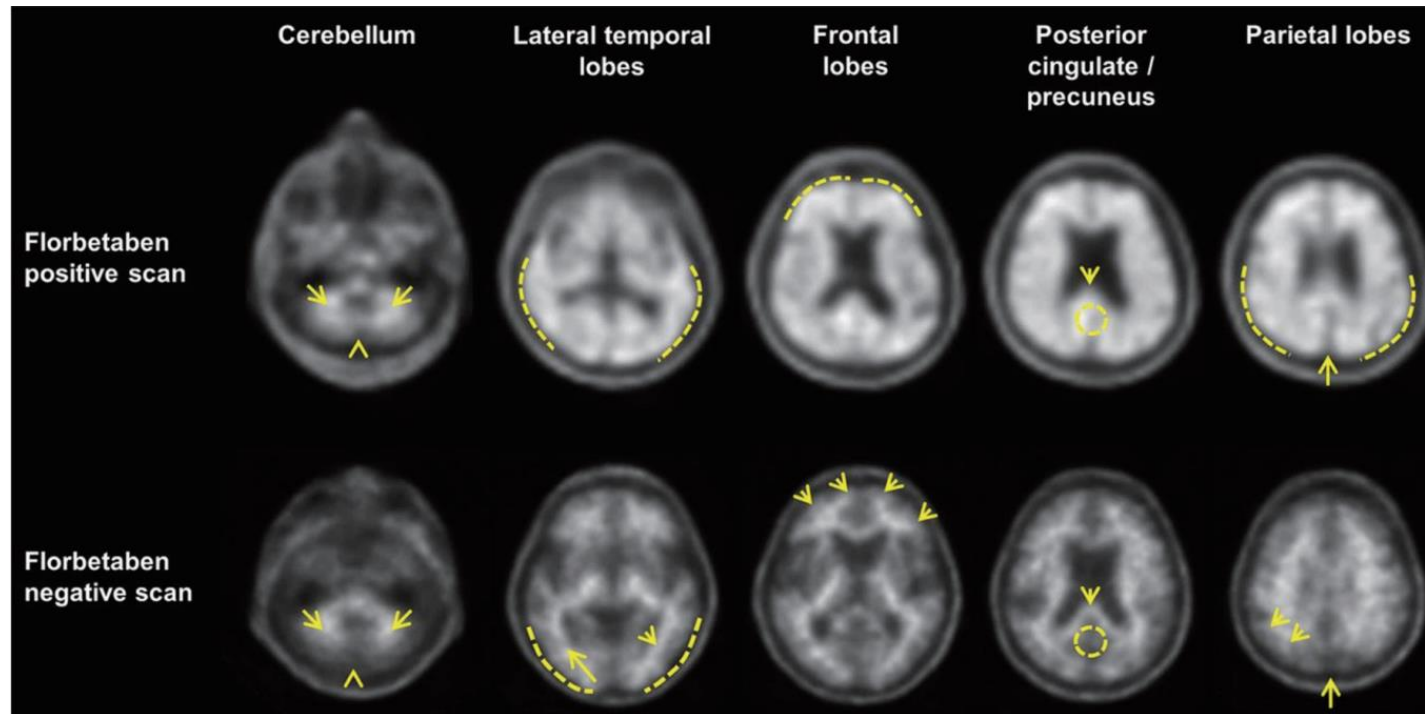 Cerebellum
Lateral temporal
lobes
Frontal
lobes
Posterior
cingulate /
precuneus
Parietal lobes
Florbetaben
positive scan
Florbetaben
negative scan